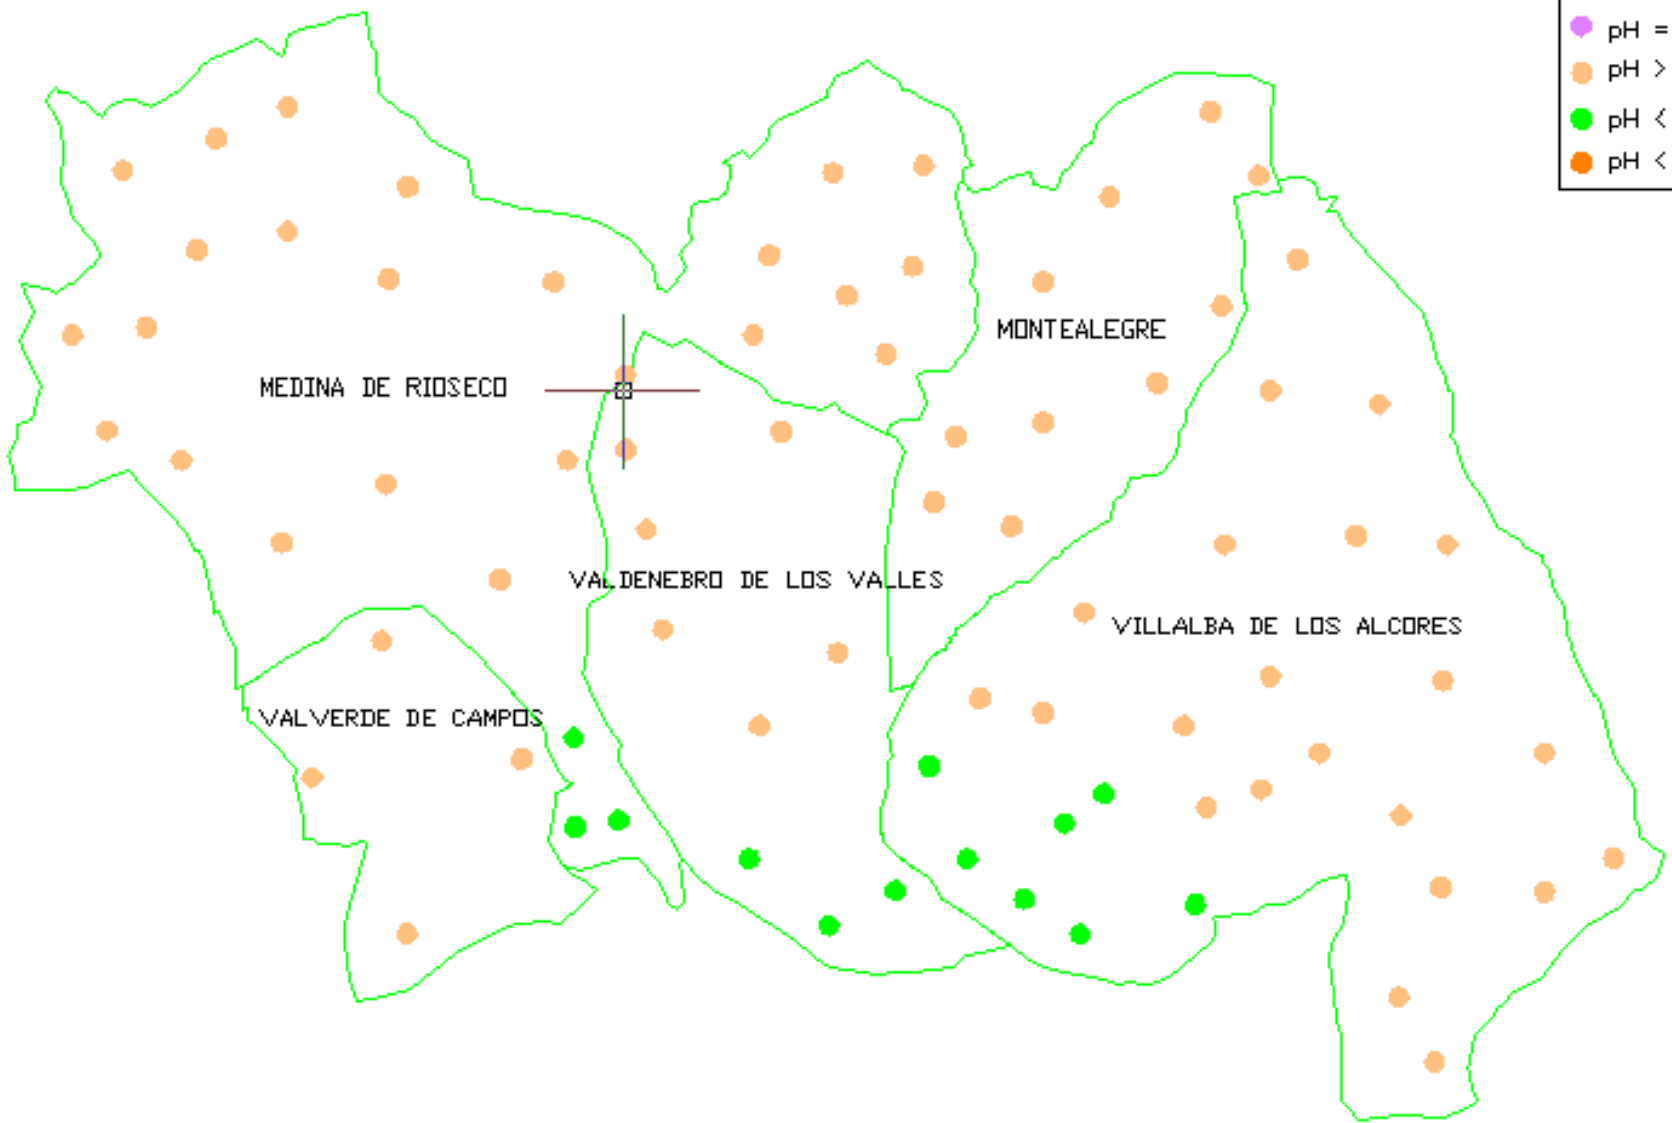 pH =
pH >
pH <
pH <
MONTEALEGRE
MEDINA DE RIOSECO
VALDENEBRO DE LOS VALLES
VILLALBA DE LOS ALCORES
VALVERDE DE CAMPOS